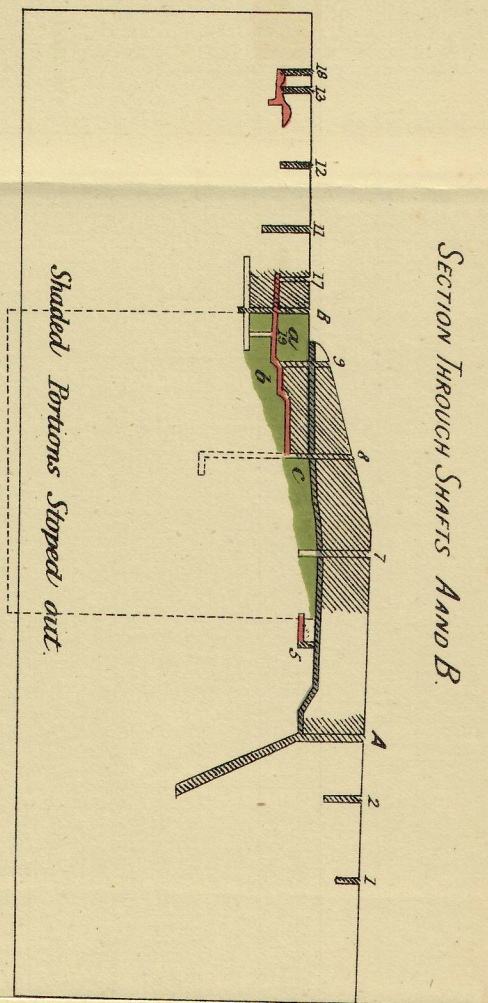 SECTION THROUGH SHAFTS A AND B.
18
13
12
11
17
B
a
19
9
b
8
c
7
5
A
2
1
Shaded Portions Stoped out.